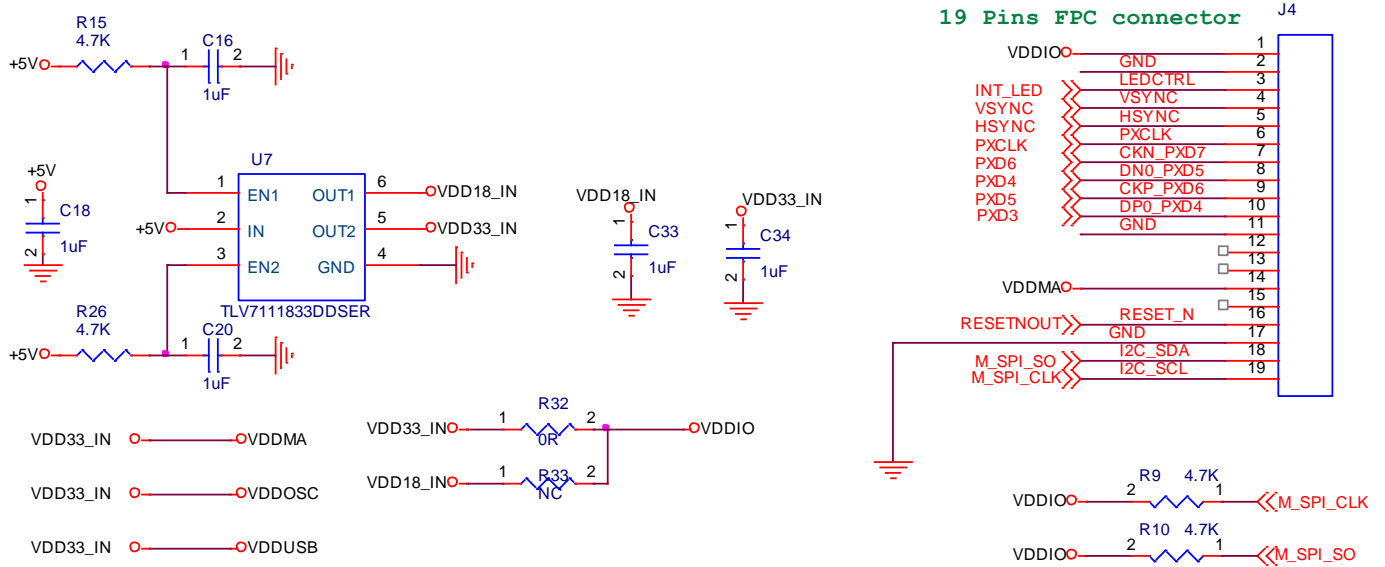 19 Pins FPC connector
J4
R15
4.7K
+5V
C16
1
2
1uF
U7
1
EN1
OUT1
6
VDD18_IN
+5V
2
IN
OUT2
5
VDD33_IN
3
EN2
GND
4
TLV7111833DDSER
+5V
1
C18
2
1uF
R26
4.7K
+5V
C20
1
2
1uF
VDD18_IN
1
C33
2
1uF
VDD33_IN
1
C34
2
1uF
VDD33_IN
VDDMA
VDD33_IN
VDDOSC
VDD33_IN
VDDUSB
VDD33_IN
1
R32
2
0R
VDDIO
VDD18_IN
1
R33
2
NC
VDDIO
1
GND
2
INT_LED
LEDCTRL
3
VSYNC
VSYNC
4
HSYNC
HSYNC
5
PXCLK
PXCLK
6
PXD6
CKN_PXD7
7
PXD4
DN0_PXD5
8
PXD5
CKP_PXD6
9
PXD3
DP0_PXD4
10
GND
11
12
13
VDDMA
14
15
RESETNOUT
RESET_N
16
GND
17
M_SPI_SO
I2C_SDA
18
M_SPI_CLK
I2C_SCL
19
R9
4.7K
VDDIO
2
1
M_SPI_CLK
R10
4.7K
VDDIO
2
1
M_SPI_SO